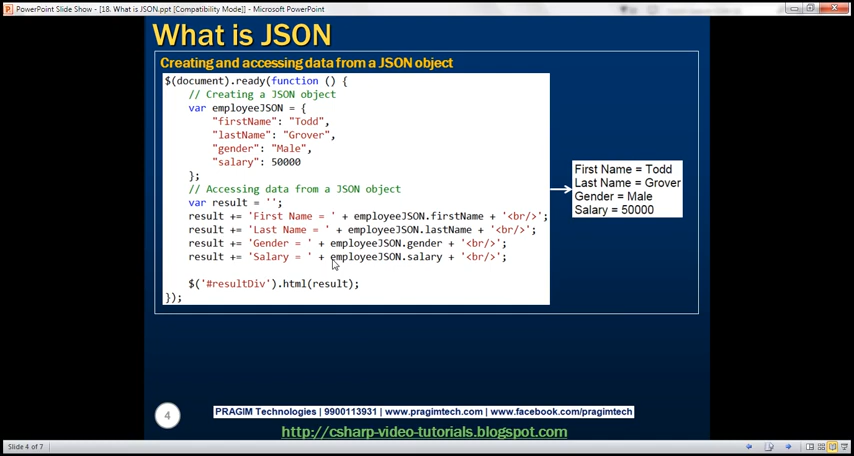 PowerPoint Slide Show - [18. What is JSON.ppt [Compatibility Mode]] - Microsoft PowerPoint
What is JSON
Creating and accessing data from a JSON object
$(document).ready(function () {
// Creating a JSON object
var employeeJSON = {
"firstName": "Todd",
"lastName": "Grover",
"gender": "Male",
"salary": 50000
};
// Accessing data from a JSON object
var result = '';
result += 'First Name = ' + employeeJSON.firstName + '<br/>';
result += 'Last Name = ' + employeeJSON.lastName + '<br/>';
result += 'Gender = ' + employeeJSON.gender + '<br/>';
result += 'Salary = ' + employeeJSON.salary + '<br/>';
$('#resultDiv').html(result);
});
First Name = Todd
Last Name = Grover
Gender = Male
Salary = 50000
4
PRAGIM Technologies | 9900113931 | www.pragimtech.com | www.facebook.com/pragimtech
http://csharp-video-tutorials.blogspot.com
Slide 4 of 7